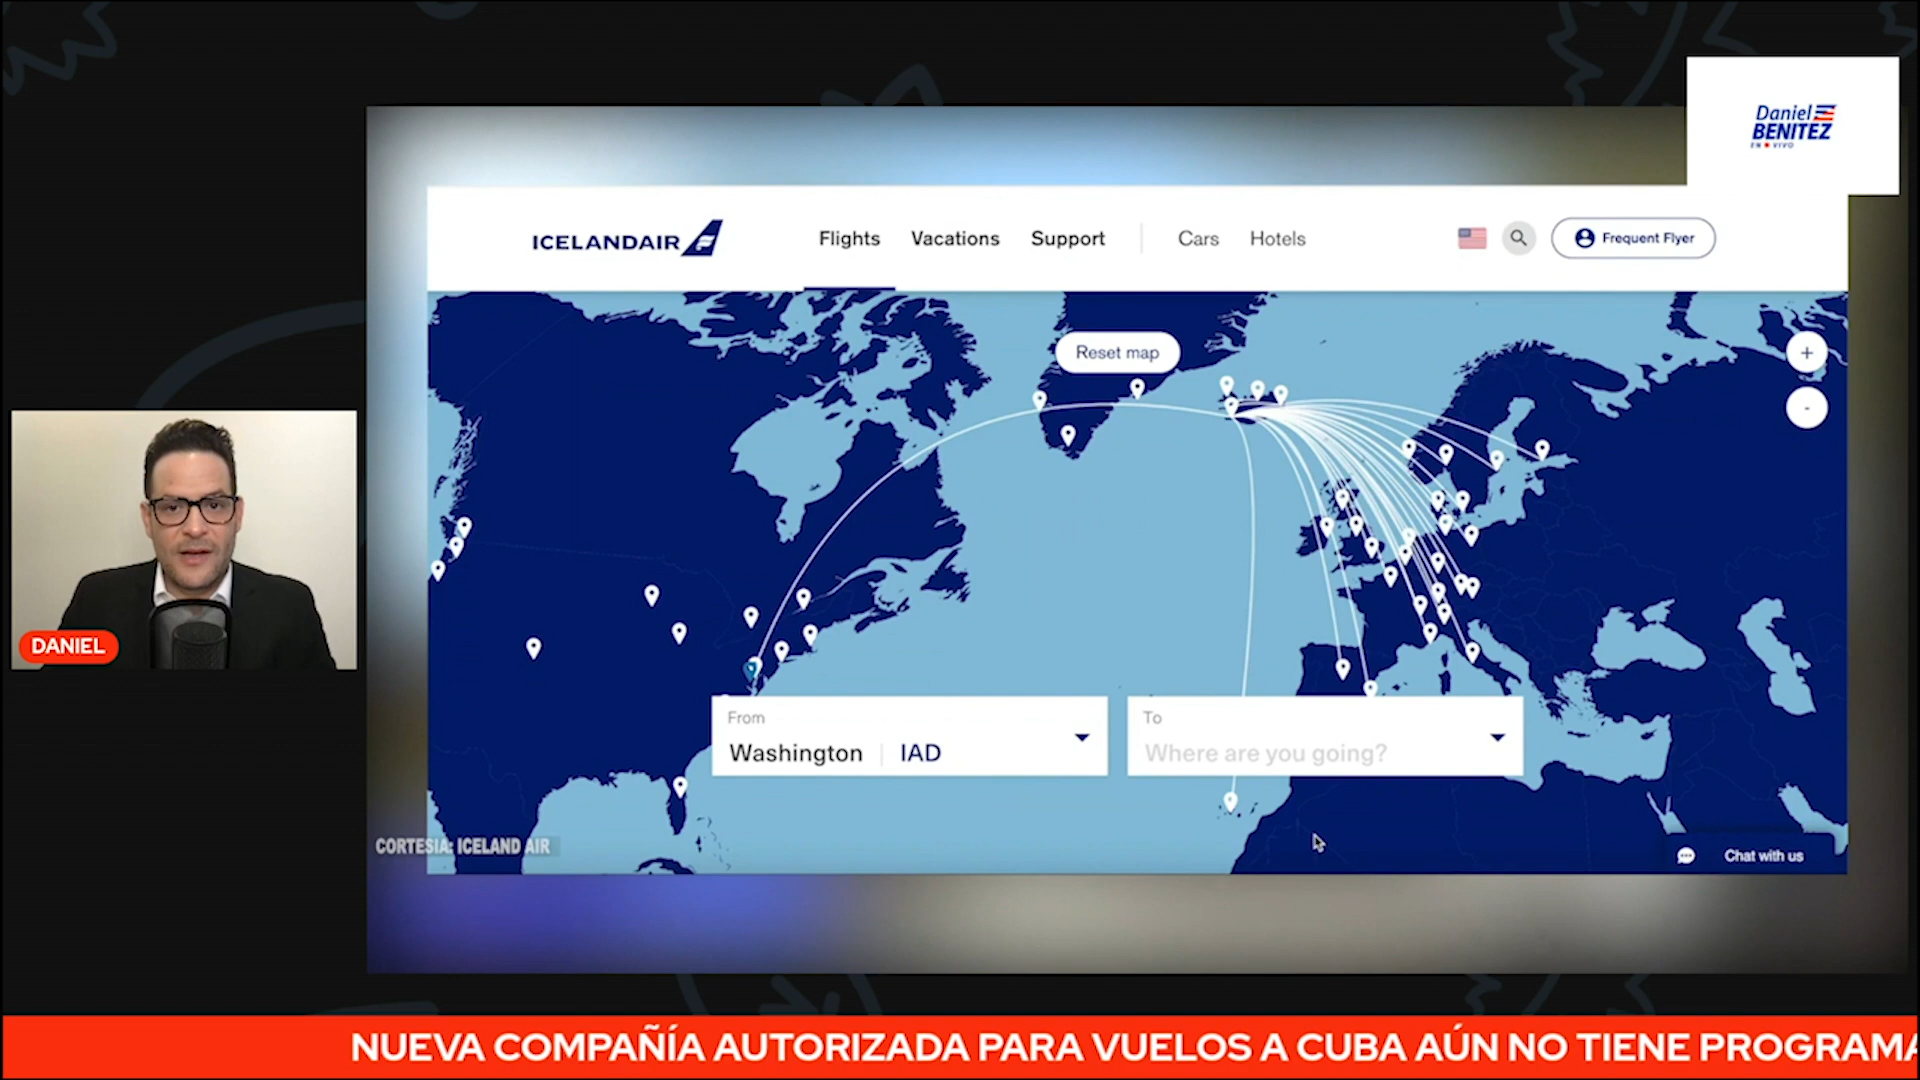 Daniel
BENITEZ
EN VIVO
ICELANDAIR
Flights
Vacations
Support
Cars
Hotels
Frequent Flyer
Reset map
+
-
DANIEL
From
Washington | IAD
To
Where are you going?
CORTESIA: ICELAND AIR
Chat with us
NUEVA COMPAÑÍA AUTORIZADA PARA VUELOS A CUBA AÚN NO TIENE PROGRAMA